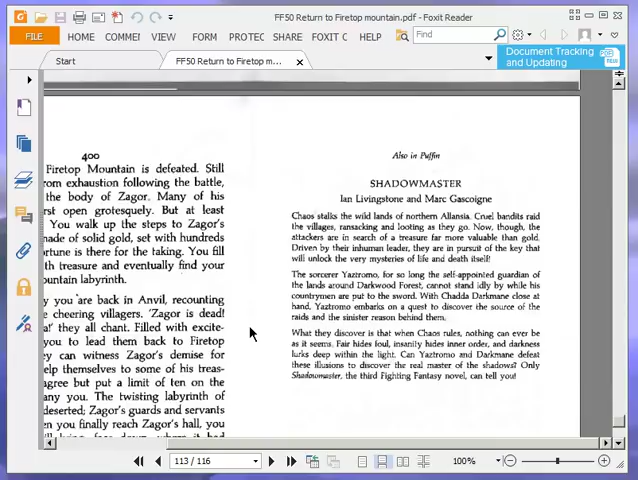 FF50 Return to Firetop mountain.pdf - Foxit Reader
FILE HOME COMMEI VIEW FORM PROTEC SHARE FOXIT C HELP Find
Document Tracking
and Updating
Start FF50 Return to Firetop m...
400
Firetop Mountain is defeated. Still
rom exhaustion following the battle,
the body of Zagor. Many of his
rst open grotesquely. But at least
You walk up the steps to Zagor's
nade of solid gold, set with hundreds
ortune is there for the taking. You fill
th treasure and eventually find your
ountain labyrinth.
y you are back in Anvil, recounting
e cheering villagers. 'Zagor is dead!
a!' they all chant. Filled with excite-
you to lead them back to Firetop
ey can witness Zagor's demise for
elp themselves to some of his treas-
agree but put a limit of ten on the
any you. The twisting labyrinth of
deserted; Zagor's guards and servants
en you finally reach Zagor's hall, you
Also in Puffin
SHADOWMASTER
Ian Livingstone and Marc Gascoigne
Chaos stalks the wild lands of northern Allansia. Cruel bandits raid
the villages, ransacking and looting as they go. Now, though, the
attackers are in search of a treasure far more valuable than gold.
Driven by their inhuman leader, they are in pursuit of the key that
will unlock the very mysteries of life and death itself!
The sorcerer Yaztromo, for so long the self-appointed guardian of
the lands around Darkwood Forest, cannot stand idly by while his
countrymen are put to the sword. With Chadda Darkmane close at
hand, Yaztromo embarks on a quest to discover the source of the
raids and the sinister reason behind them.
What they discover is that when Chaos rules, nothing can ever be
as it seems. Fair hides foul, insanity hides inner order, and darkness
lurks deep within the light. Can Yaztromo and Darkmane defeat
these illusions to discover the real master of the shadows? Only
Shadowmaster, the third Fighting Fantasy novel, can tell you!
113 / 116 100%